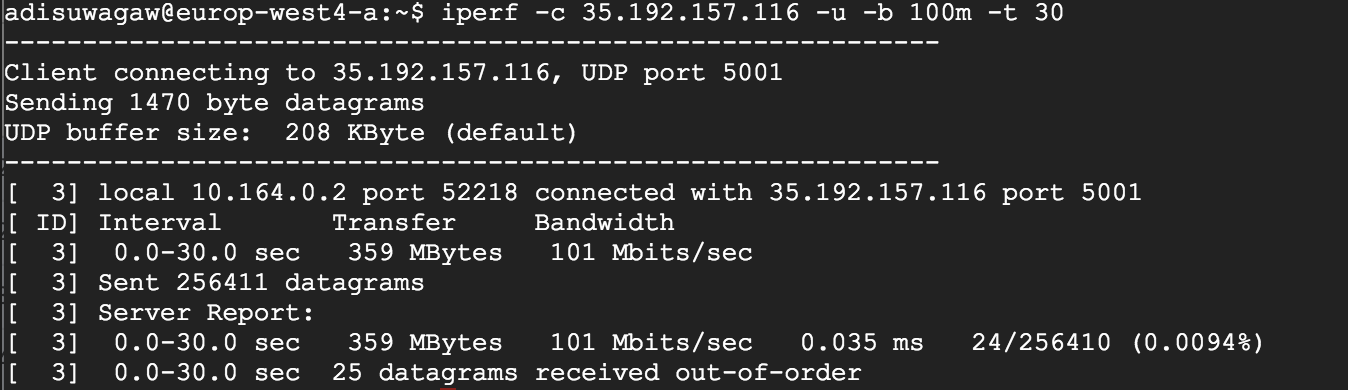 adisuwagaw@europ-west4-a:~$ iperf -c 35.192.157.116 -u -b 100m -t 30
------------------------------------------------------------
Client connecting to 35.192.157.116, UDP port 5001
Sending 1470 byte datagrams
UDP buffer size:  208 KByte (default)
------------------------------------------------------------
[  3] local 10.164.0.2 port 52218 connected with 35.192.157.116 port 5001
[ ID] Interval       Transfer     Bandwidth
[  3]  0.0-30.0 sec   359 MBytes   101 Mbits/sec
[  3] Sent 256411 datagrams
[  3] Server Report:
[  3]  0.0-30.0 sec   359 MBytes   101 Mbits/sec   0.035 ms   24/256410 (0.0094%)
[  3]  0.0-30.0 sec  25 datagrams received out-of-order